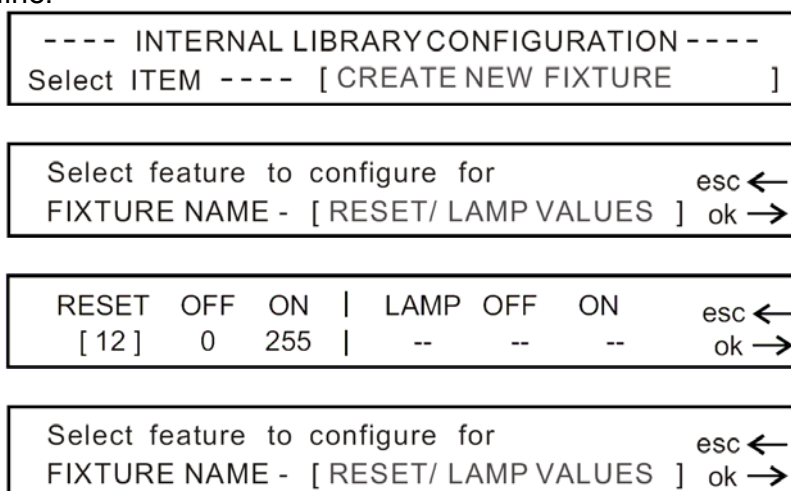 ---- INTERNAL LIBRARY CONFIGURATION ----
Select ITEM ---- [ CREATE NEW FIXTURE ]
Select feature to configure for esc ←
FIXTURE NAME - [ RESET/ LAMP VALUES ] ok →
RESET OFF ON | LAMP OFF ON esc ←
[ 12 ] 0 255 | -- -- -- ok →
Select feature to configure for esc ←
FIXTURE NAME - [ RESET/ LAMP VALUES ] ok →